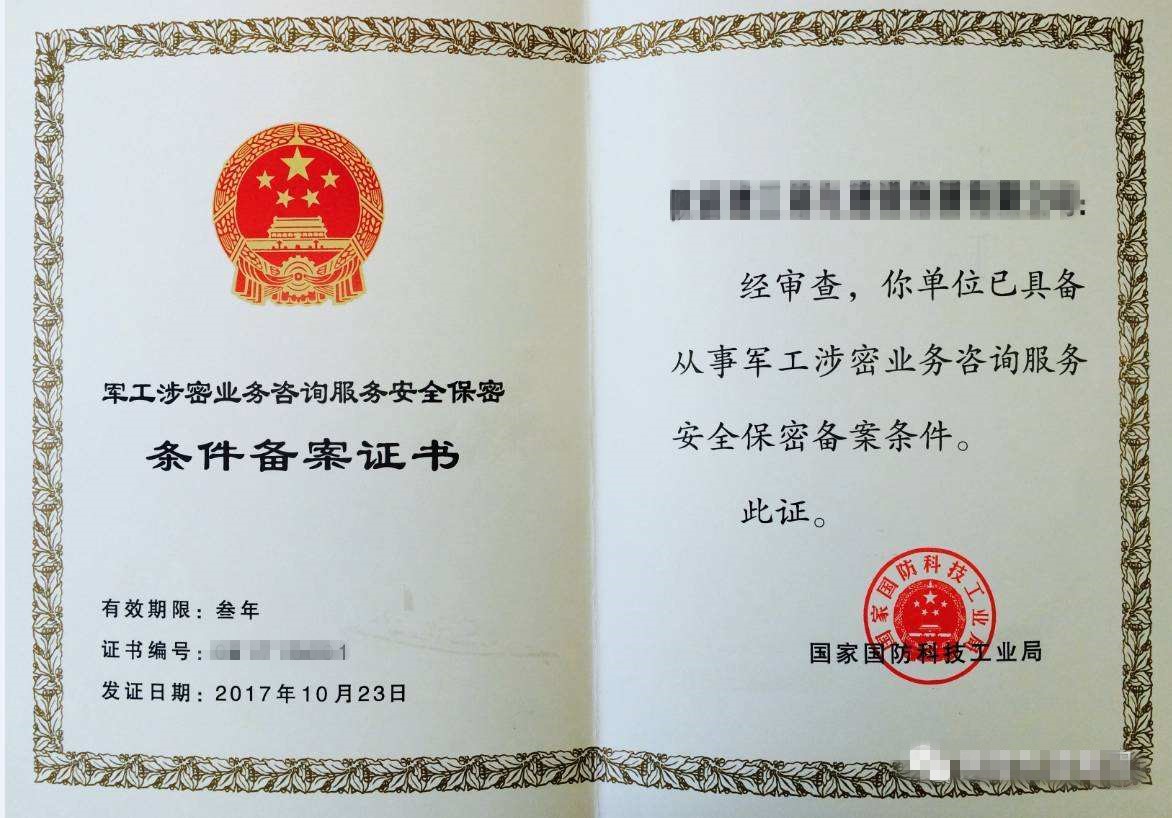 军工涉密业务咨询服务安全保密
条件备案证书
有效期限：叁年
证书编号：
发证日期：2017年10月23日
经审查，你单位已具备
从事军工涉密业务咨询服务
安全保密备案条件。
此证。
国家国防科技工业局
国家国防科技工业局